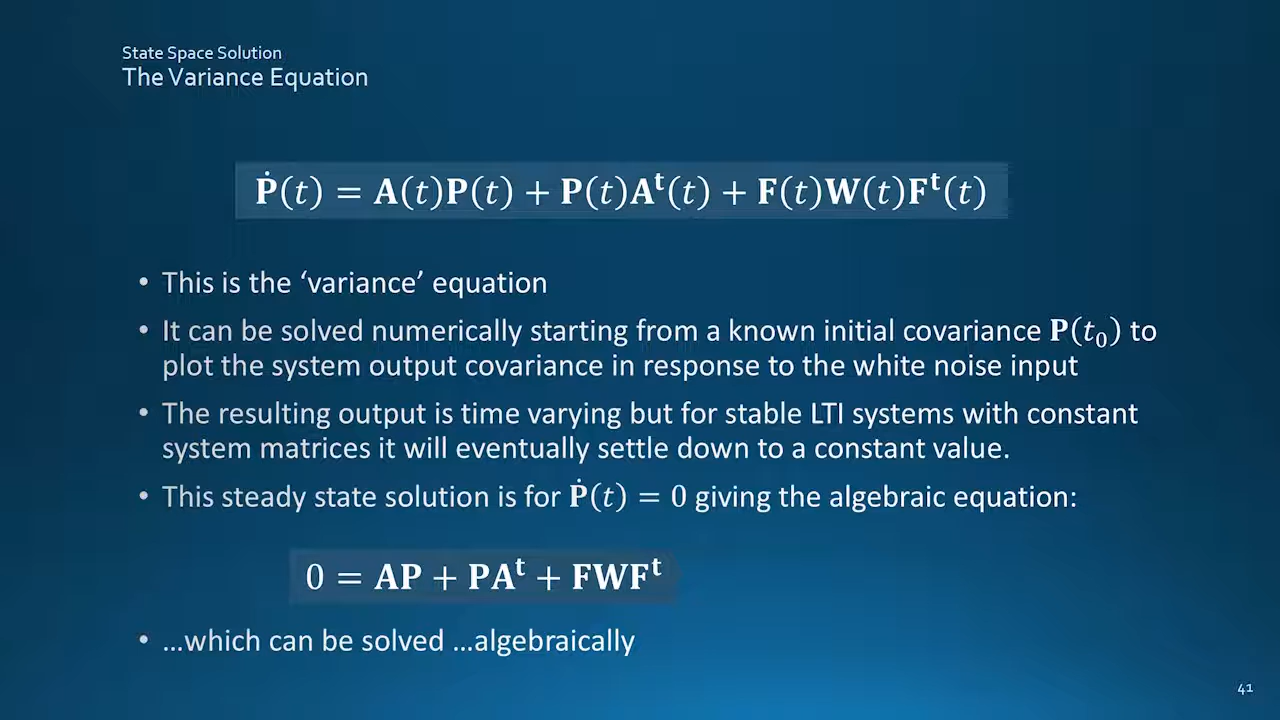 State Space Solution
The Variance Equation
Ṗ(t) = A(t)P(t) + P(t)Aᵗ(t) + F(t)W(t)Fᵗ(t)
• This is the ‘variance’ equation
• It can be solved numerically starting from a known initial covariance P(t₀) to
plot the system output covariance in response to the white noise input
• The resulting output is time varying but for stable LTI systems with constant
system matrices it will eventually settle down to a constant value.
• This steady state solution is for Ṗ(t) = 0 giving the algebraic equation:
0 = AP + PAᵗ + FWFᵗ
• …which can be solved …algebraically
41